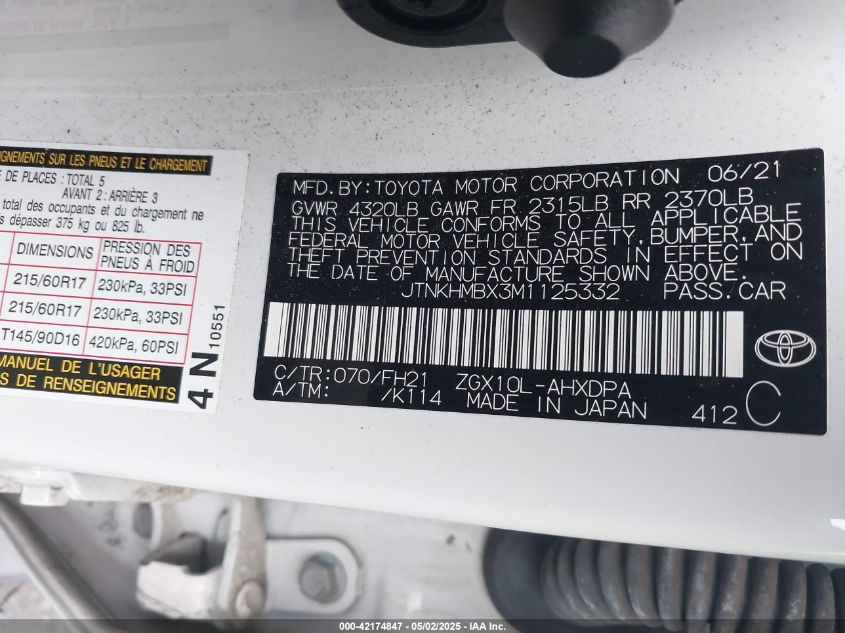 IGNEMENTS SUR LES PNEUS ET LE CHARGEMENT
E DE PLACES : TOTAL 5
AVANT 2 : ARRIÈRE 3
total des occupants et du chargement ne
dépasser 375 kg ou 825 lb.
DIMENSIONS PRESSION DES PNEUS À FROID
215/60R17 230kPa, 33PSI
215/60R17 230kPa, 33PSI
T145/90D16 420kPa, 60PSI
MANUEL DE L'USAGER
DE RENSEIGNEMENTS
4 N 10551
MFD.BY:TOYOTA MOTOR CORPORATION 06/21
GVWR 4320LB GAWR FR 2315LB RR 2370LB
THIS VEHICLE CONFORMS TO ALL APPLICABLE
FEDERAL MOTOR VEHICLE SAFETY,BUMPER,AND
THEFT PREVENTION STANDARDS IN EFFECT ON
THE DATE OF MANUFACTURE SHOWN ABOVE.
JTNKHMBX3M1125332 PASS.CAR
C/TR:070/FH21 ZGX10L-AHXDPA
A/TM: /K114 MADE IN JAPAN 412 C
000-42174847 - 05/02/2025 - IAA Inc.